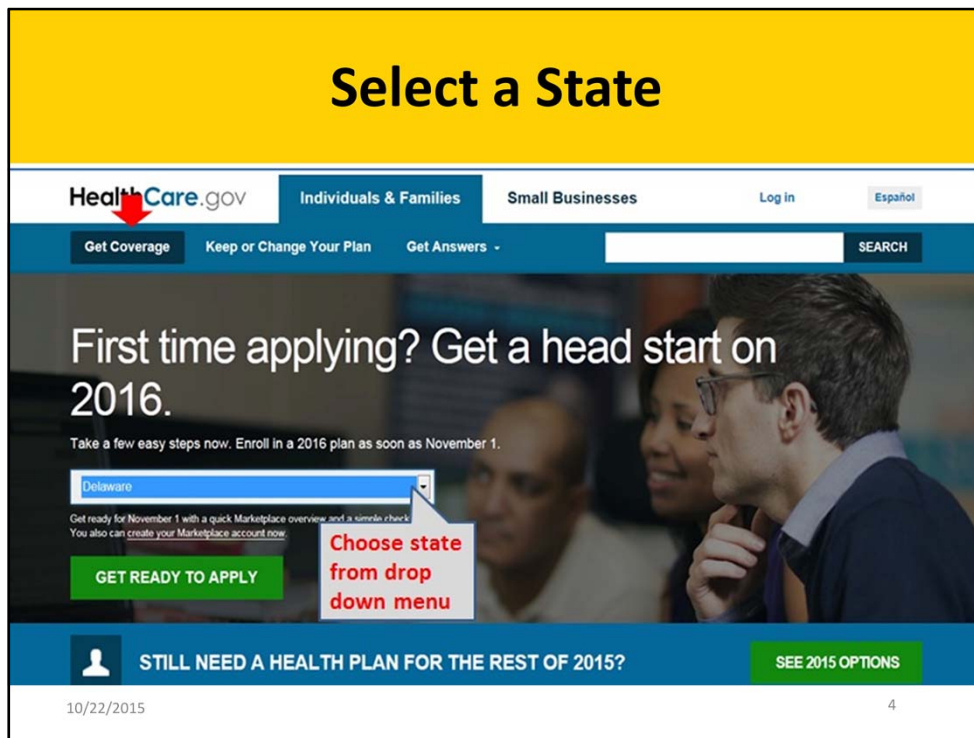 Select a State
HealthCare.gov
Individuals & Families
Small Businesses
Log in
Español
Get Coverage
Keep or Change Your Plan
Get Answers
SEARCH
First time applying? Get a head start on
2016.
Take a few easy steps now. Enroll in a 2016 plan as soon as November 1.
Delaware
Get ready for November 1 with a quick Marketplace overview and a simple check
You also can create your Marketplace account now.
Choose state
from drop
down menu
GET READY TO APPLY
STILL NEED A HEALTH PLAN FOR THE REST OF 2015?
SEE 2015 OPTIONS
10/22/2015
4